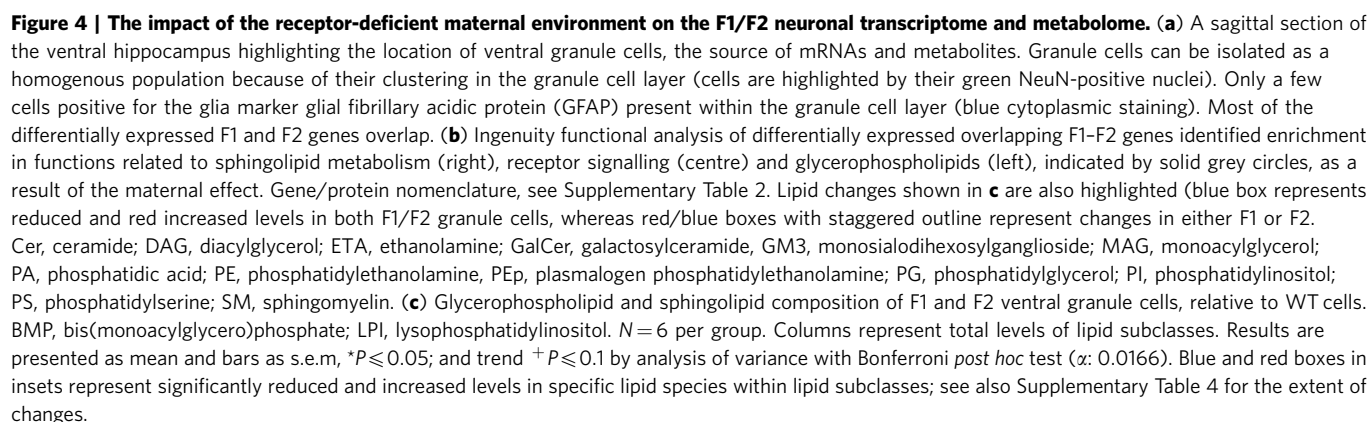 Figure 4 | The impact of the receptor-deficient maternal environment on the F1/F2 neuronal transcriptome and metabolome. (a) A sagittal section of
the ventral hippocampus highlighting the location of ventral granule cells, the source of mRNAs and metabolites. Granule cells can be isolated as a
homogenous population because of their clustering in the granule cell layer (cells are highlighted by their green NeuN-positive nuclei). Only a few
cells positive for the glia marker glial fibrillary acidic protein (GFAP) present within the granule cell layer (blue cytoplasmic staining). Most of the
differentially expressed F1 and F2 genes overlap. (b) Ingenuity functional analysis of differentially expressed overlapping F1–F2 genes identified enrichment
in functions related to sphingolipid metabolism (right), receptor signalling (centre) and glycerophospholipids (left), indicated by solid grey circles, as a
result of the maternal effect. Gene/protein nomenclature, see Supplementary Table 2. Lipid changes shown in c are also highlighted (blue box represents
reduced and red increased levels in both F1/F2 granule cells, whereas red/blue boxes with staggered outline represent changes in either F1 or F2.
Cer, ceramide; DAG, diacylglycerol; ETA, ethanolamine; GalCer, galactosylceramide, GM3, monosialodihexosylganglioside; MAG, monoacylglycerol;
PA, phosphatidic acid; PE, phosphatidylethanolamine, PEp, plasmalogen phosphatidylethanolamine; PG, phosphatidylglycerol; PI, phosphatidylinositol;
PS, phosphatidylserine; SM, sphingomyelin. (c) Glycerophospholipid and sphingolipid composition of F1 and F2 ventral granule cells, relative to WT cells.
BMP, bis(monoacylglycero)phosphate; LPI, lysophosphatidylinositol. N = 6 per group. Columns represent total levels of lipid subclasses. Results are
presented as mean and bars as s.e.m, *P ≤ 0.05; and trend +P ≤ 0.1 by analysis of variance with Bonferroni post hoc test (α: 0.0166). Blue and red boxes in
insets represent significantly reduced and increased levels in specific lipid species within lipid subclasses; see also Supplementary Table 4 for the extent of
changes.